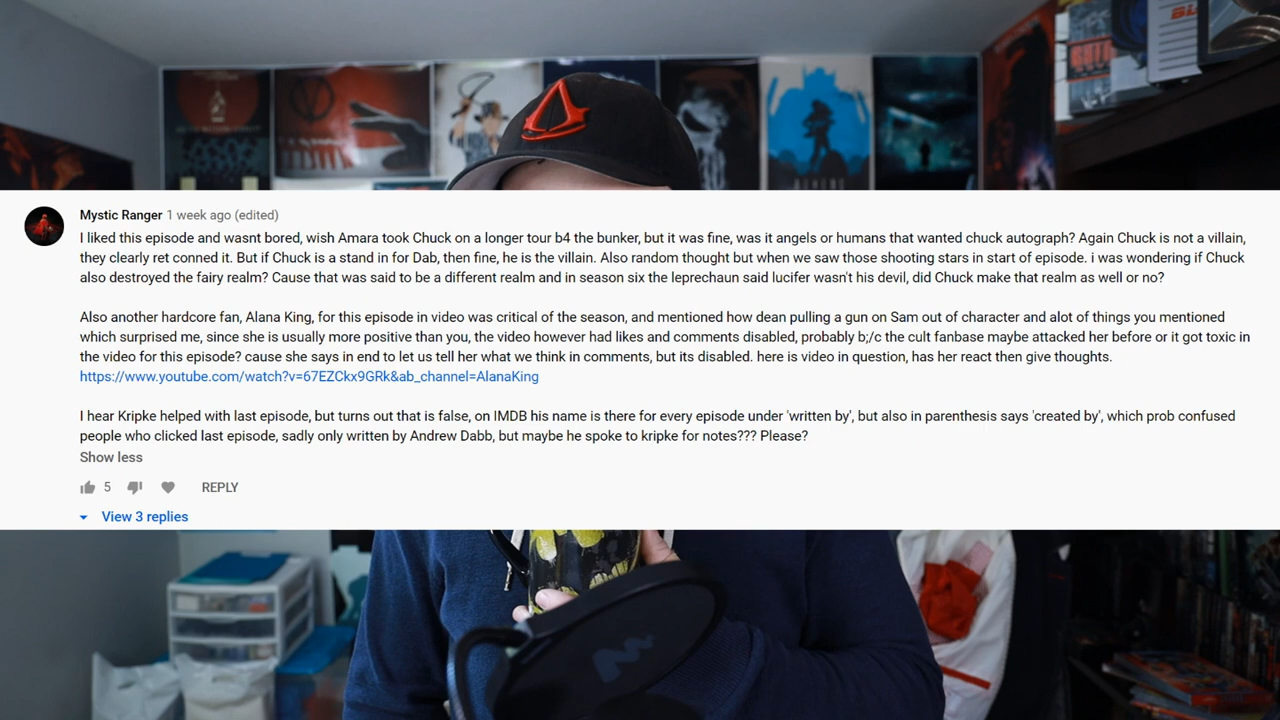 BL
ALIENS
Mystic Ranger 1 week ago (edited)
I liked this episode and wasnt bored, wish Amara took Chuck on a longer tour b4 the bunker, but it was fine, was it angels or humans that wanted chuck autograph? Again Chuck is not a villain,
they clearly ret conned it. But if Chuck is a stand in for Dab, then fine, he is the villain. Also random thought but when we saw those shooting stars in start of episode. i was wondering if Chuck
also destroyed the fairy realm? Cause that was said to be a different realm and in season six the leprechaun said lucifer wasn't his devil, did Chuck make that realm as well or no?
Also another hardcore fan, Alana King, for this episode in video was critical of the season, and mentioned how dean pulling a gun on Sam out of character and alot of things you mentioned
which surprised me, since she is usually more positive than you, the video however had likes and comments disabled, probably b;/c the cult fanbase maybe attacked her before or it got toxic in
the video for this episode? cause she says in end to let us tell her what we think in comments, but its disabled. here is video in question, has her react then give thoughts.
https://www.youtube.com/watch?v=67EZCkx9GRk&ab_channel=AlanaKing
I hear Kripke helped with last episode, but turns out that is false, on IMDB his name is there for every episode under 'written by', but also in parenthesis says 'created by', which prob confused
people who clicked last episode, sadly only written by Andrew Dabb, but maybe he spoke to kripke for notes??? Please?
Show less
5 REPLY
View 3 replies